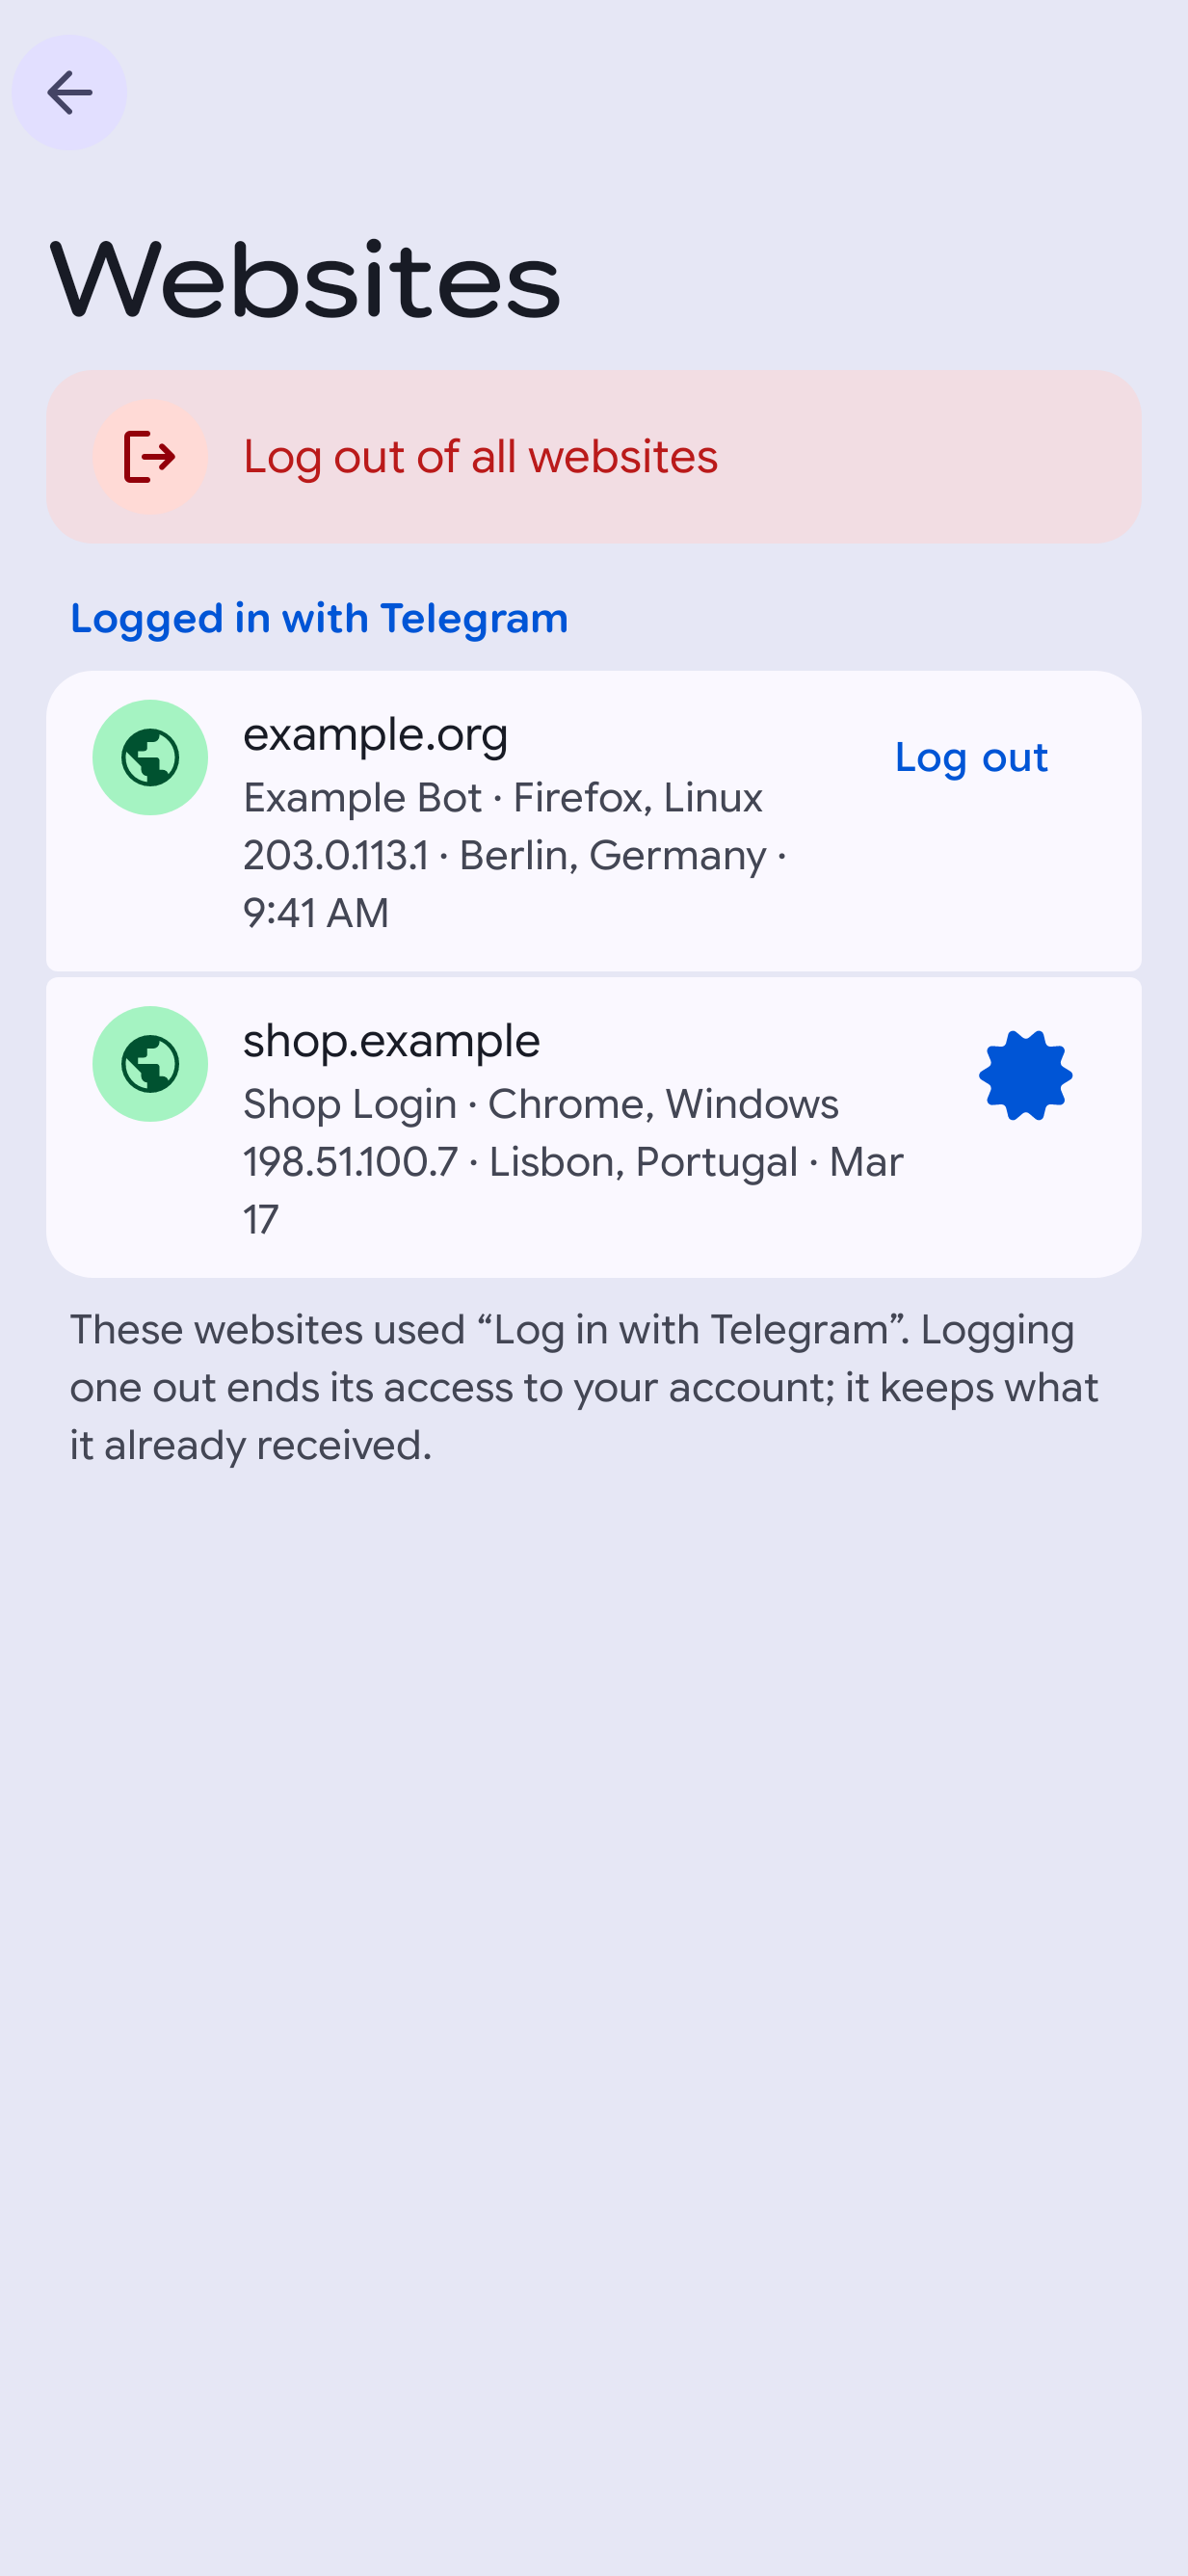 Websites
Log out of all websites
Logged in with Telegram
example.org
Log out
Example Bot · Firefox, Linux
203.0.113.1 · Berlin, Germany ·
9:41 AM
shop.example
Shop Login · Chrome, Windows
198.51.100.7 · Lisbon, Portugal · Mar
17
These websites used “Log in with Telegram”. Logging
one out ends its access to your account; it keeps what
it already received.